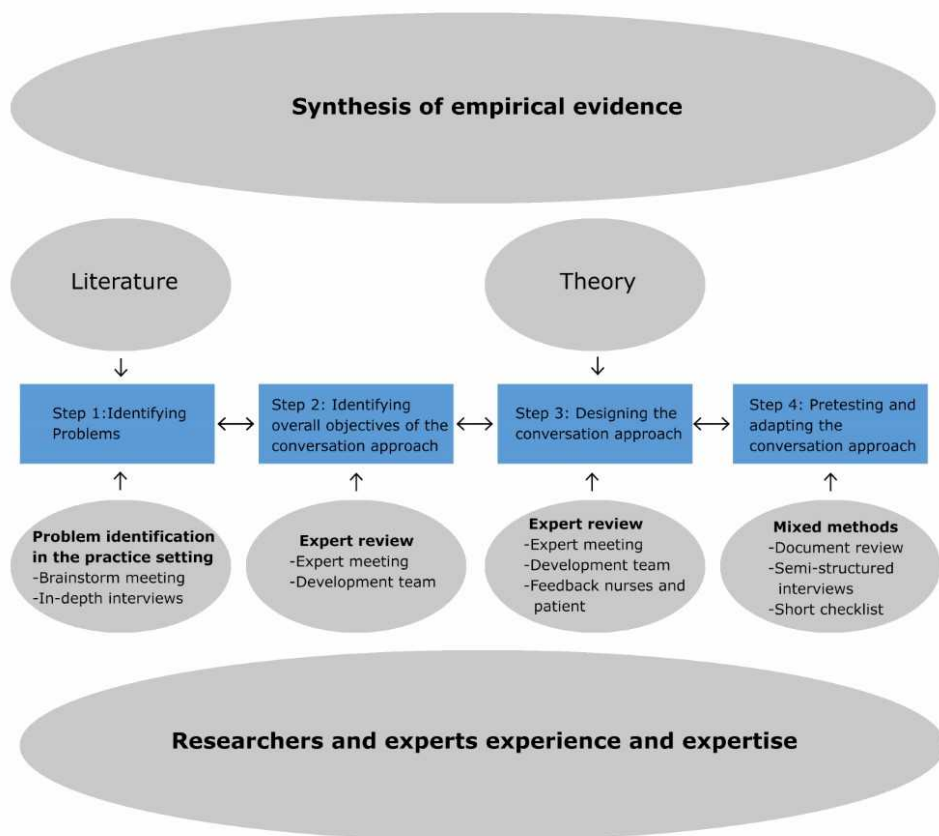 Synthesis of empirical evidence
Literature
Theory
Step 1:Identifying
Problems
Step 2: Identifying
overall objectives of the
conversation approach
Step 3: Designing the
conversation approach
Step 4: Pretesting and
adapting the
conversation approach
Problem identification
in the practice setting
-Brainstorm meeting
-In-depth interviews
Expert review
-Expert meeting
-Development team
Expert review
-Expert meeting
-Development team
-Feedback nurses and
patient
Mixed methods
-Document review
-Semi-structured
interviews
-Short checklist
Researchers and experts experience and expertise